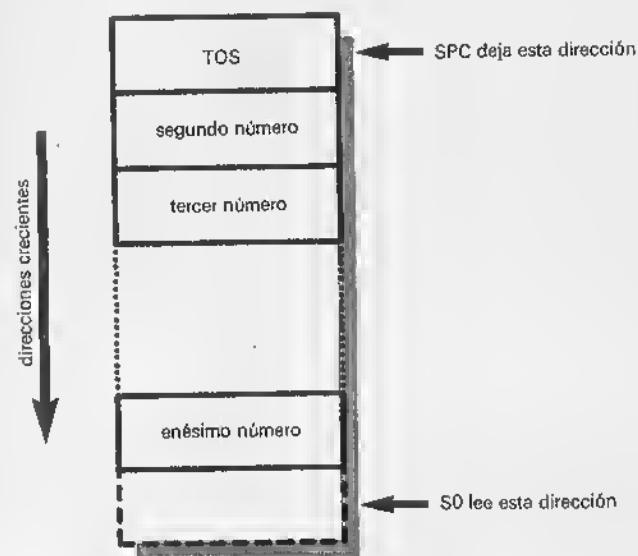 TOS
SPC deja esta dirección
segundo número
tercer número
direcciones crecientes
enésimo número
S0 lee esta dirección